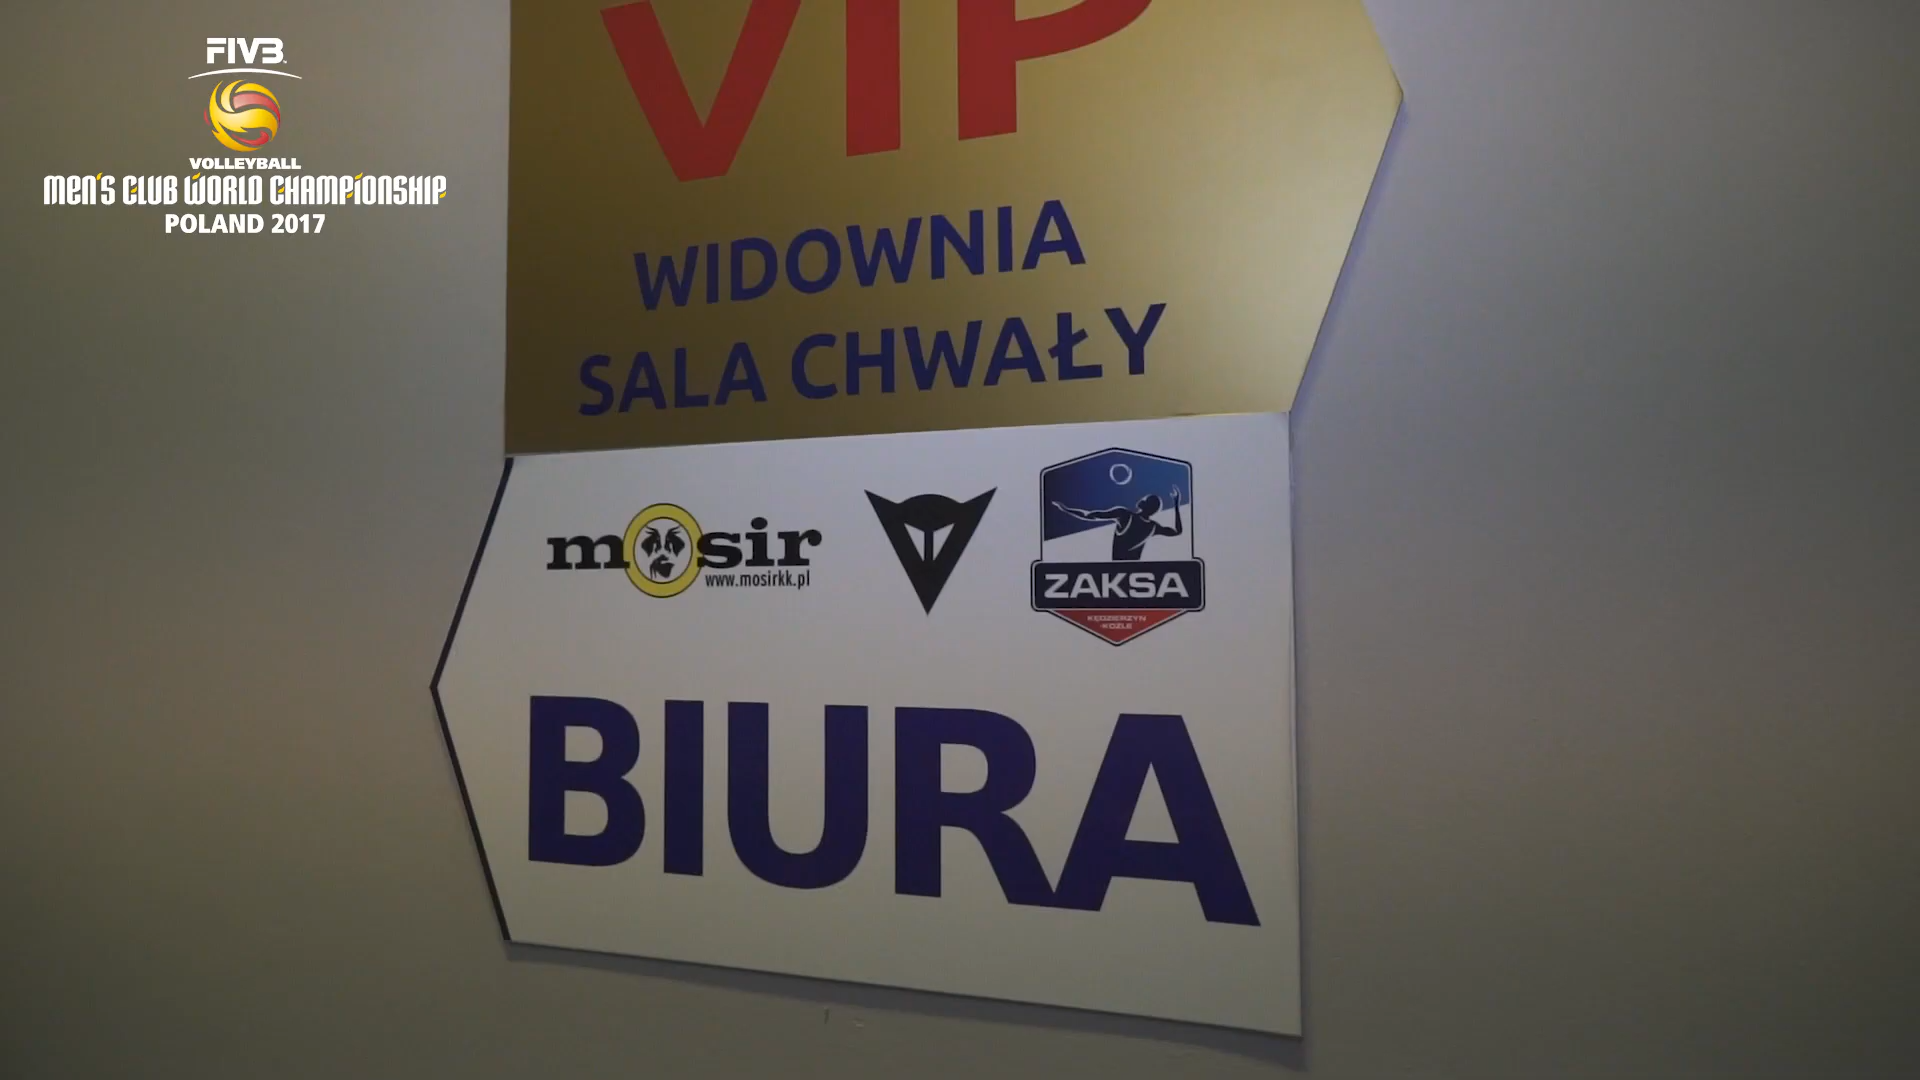 FIVB
VOLLEYBALL
MEN'S CLUB WORLD CHAMPIONSHIP
POLAND 2017
VIP
WIDOWNIA
SALA CHWAŁY
mosir
www.mosirkk.pl
ZAKSA
KĘDZIERZYN
-KOŹLE
BIURA